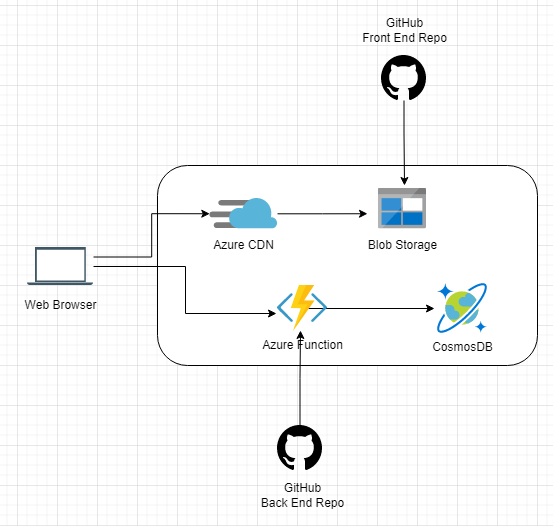 GitHub
Front End Repo
Azure CDN
Blob Storage
Web Browser
Azure Function
CosmosDB
GitHub
Back End Repo